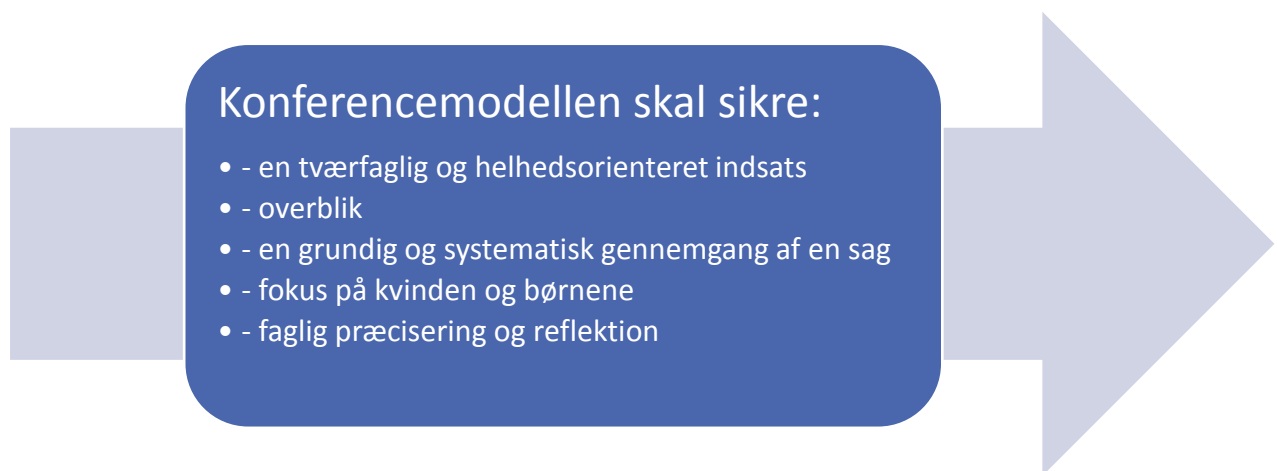 Konferencemodellen skal sikre:
• - en tværfaglig og helhedsorienteret indsats
• - overblik
• - en grundig og systematisk gennemgang af en sag
• - fokus på kvinden og børnene
• - faglig præcisering og reflektion